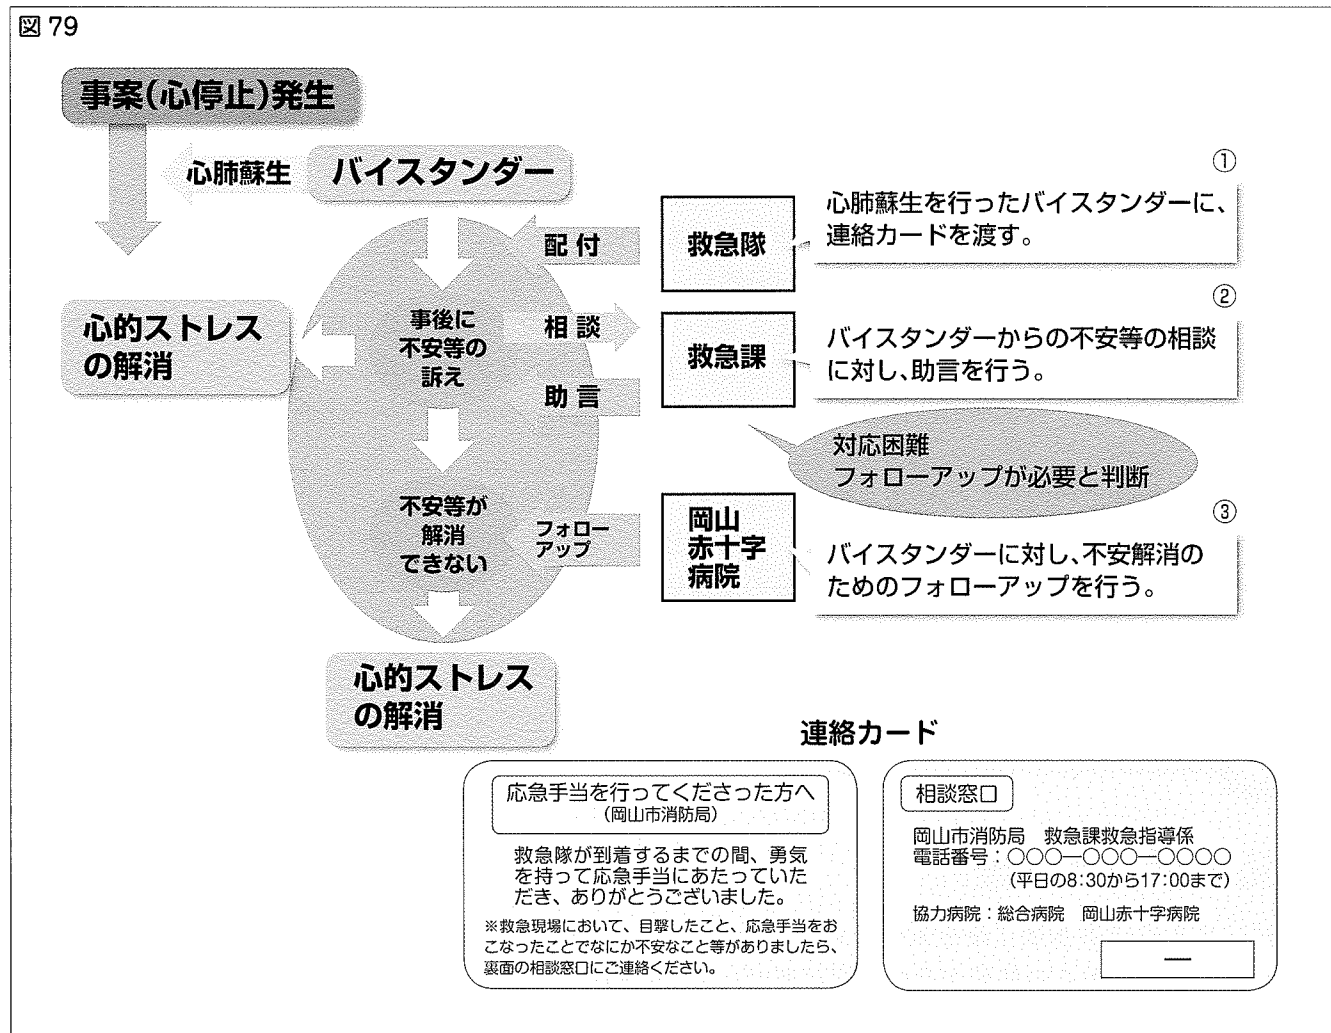 図 79
事案(心停止)発生
心肺蘇生
バイスタンダー
配 付
救急隊
①
心肺蘇生を行ったバイスタンダーに、
連絡カードを渡す。
心的ストレス
の解消
事後に
不安等の
訴え
相 談
助 言
救急課
②
バイスタンダーからの不安等の相談
に対し、助言を行う。
対応困難
フォローアップが必要と判断
不安等が
解消
できない
フォロー
アップ
岡山
赤十字
病院
③
バイスタンダーに対し、不安解消の
ためのフォローアップを行う。
心的ストレス
の解消
連絡カード
応急手当を行ってくださった方へ
(岡山市消防局)
救急隊が到着するまでの間、勇気
を持って応急手当にあたっていた
だき、ありがとうございました。
※救急現場において、目撃したこと、応急手当をお
こなったことでなにか不安なこと等がありましたら、
裏面の相談窓口にご連絡ください。
相談窓口
岡山市消防局 救急課救急指導係
電話番号：○○○―○○○―○○○○
(平日の8:30から17:00まで)
協力病院：総合病院 岡山赤十字病院
―